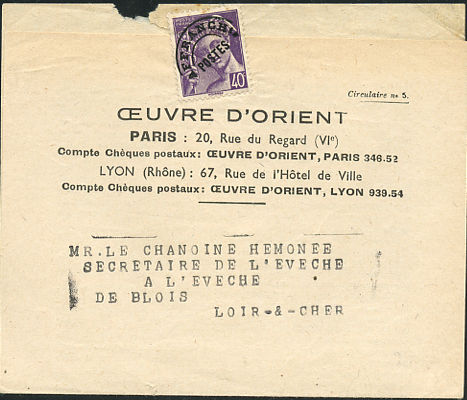 AFFRANCHts
POSTES
40
Circulaire no 5.
ŒUVRE D'ORIENT
PARIS : 20, Rue du Regard (VIe)
Compte Chèques postaux: ŒUVRE D'ORIENT, PARIS 346.52
LYON (Rhône) : 67, Rue de l'Hôtel de Ville
Compte Chèques postaux: ŒUVRE D'ORIENT, LYON 939.54
MR.LE CHANOINE HEMONEE
SECRETAIRE DE L'EVECHE
A L'EVECHE
DE BLOIS
LOIR-&-CHER